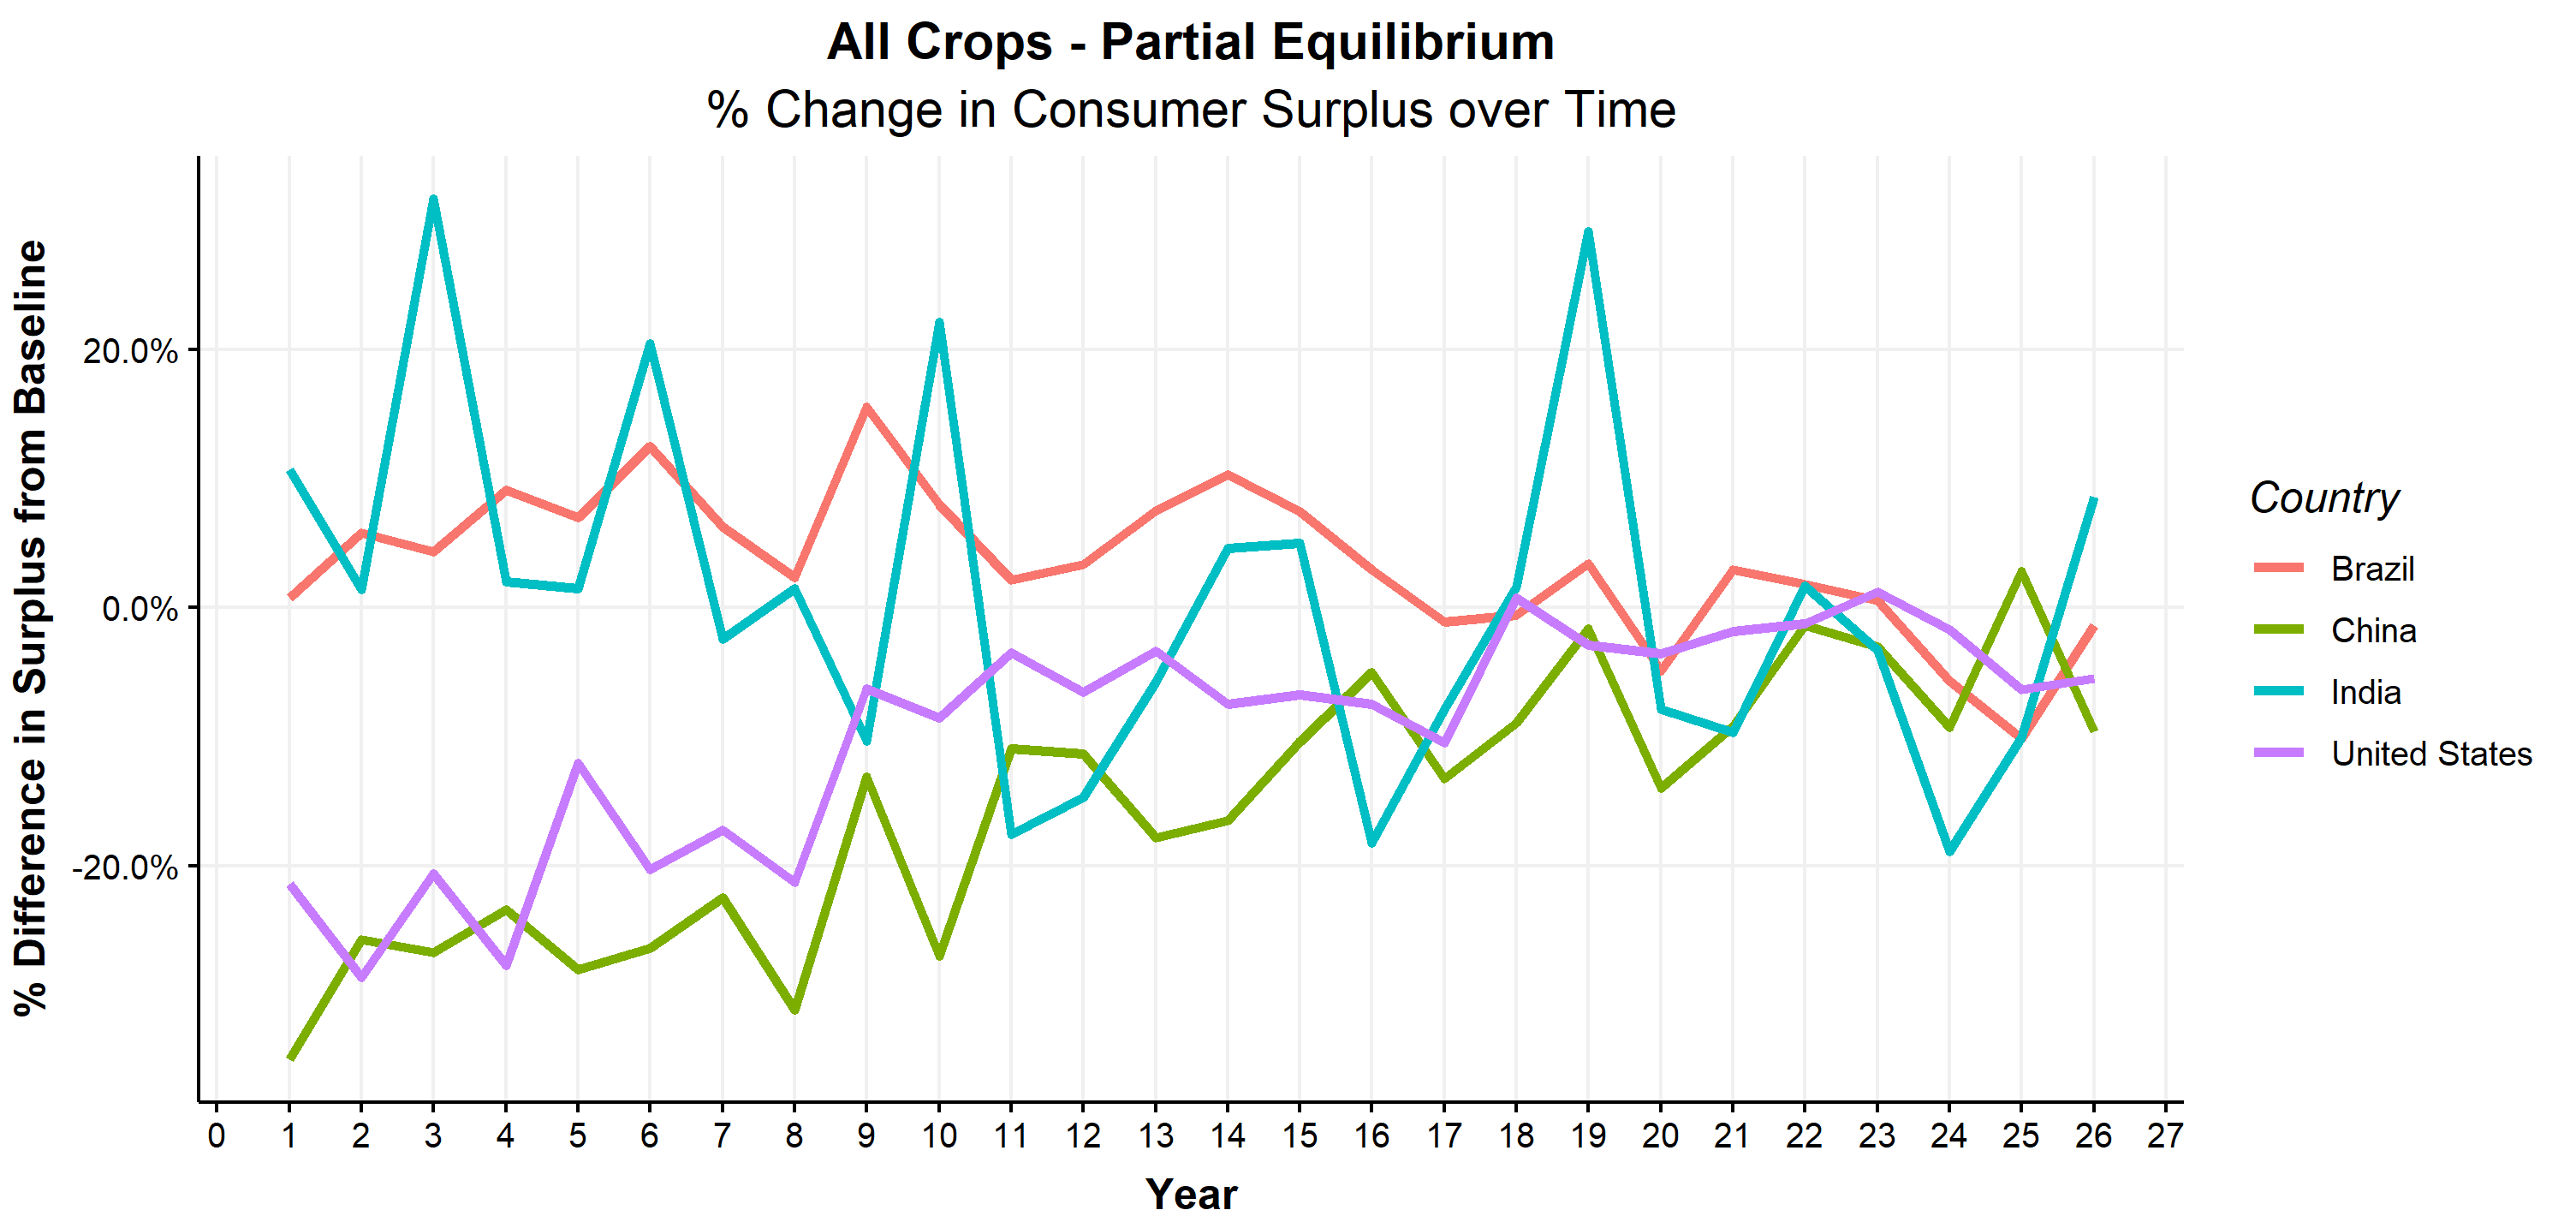 All Crops - Partial Equilibrium
% Change in Consumer Surplus over Time
% Difference in Surplus from Baseline
20.0%
0.0%
-20.0%
0 1 2 3 4 5 6 7 8 9 10 11 12 13 14 15 16 17 18 19 20 21 22 23 24 25 26 27
Year
Country
Brazil
China
India
United States